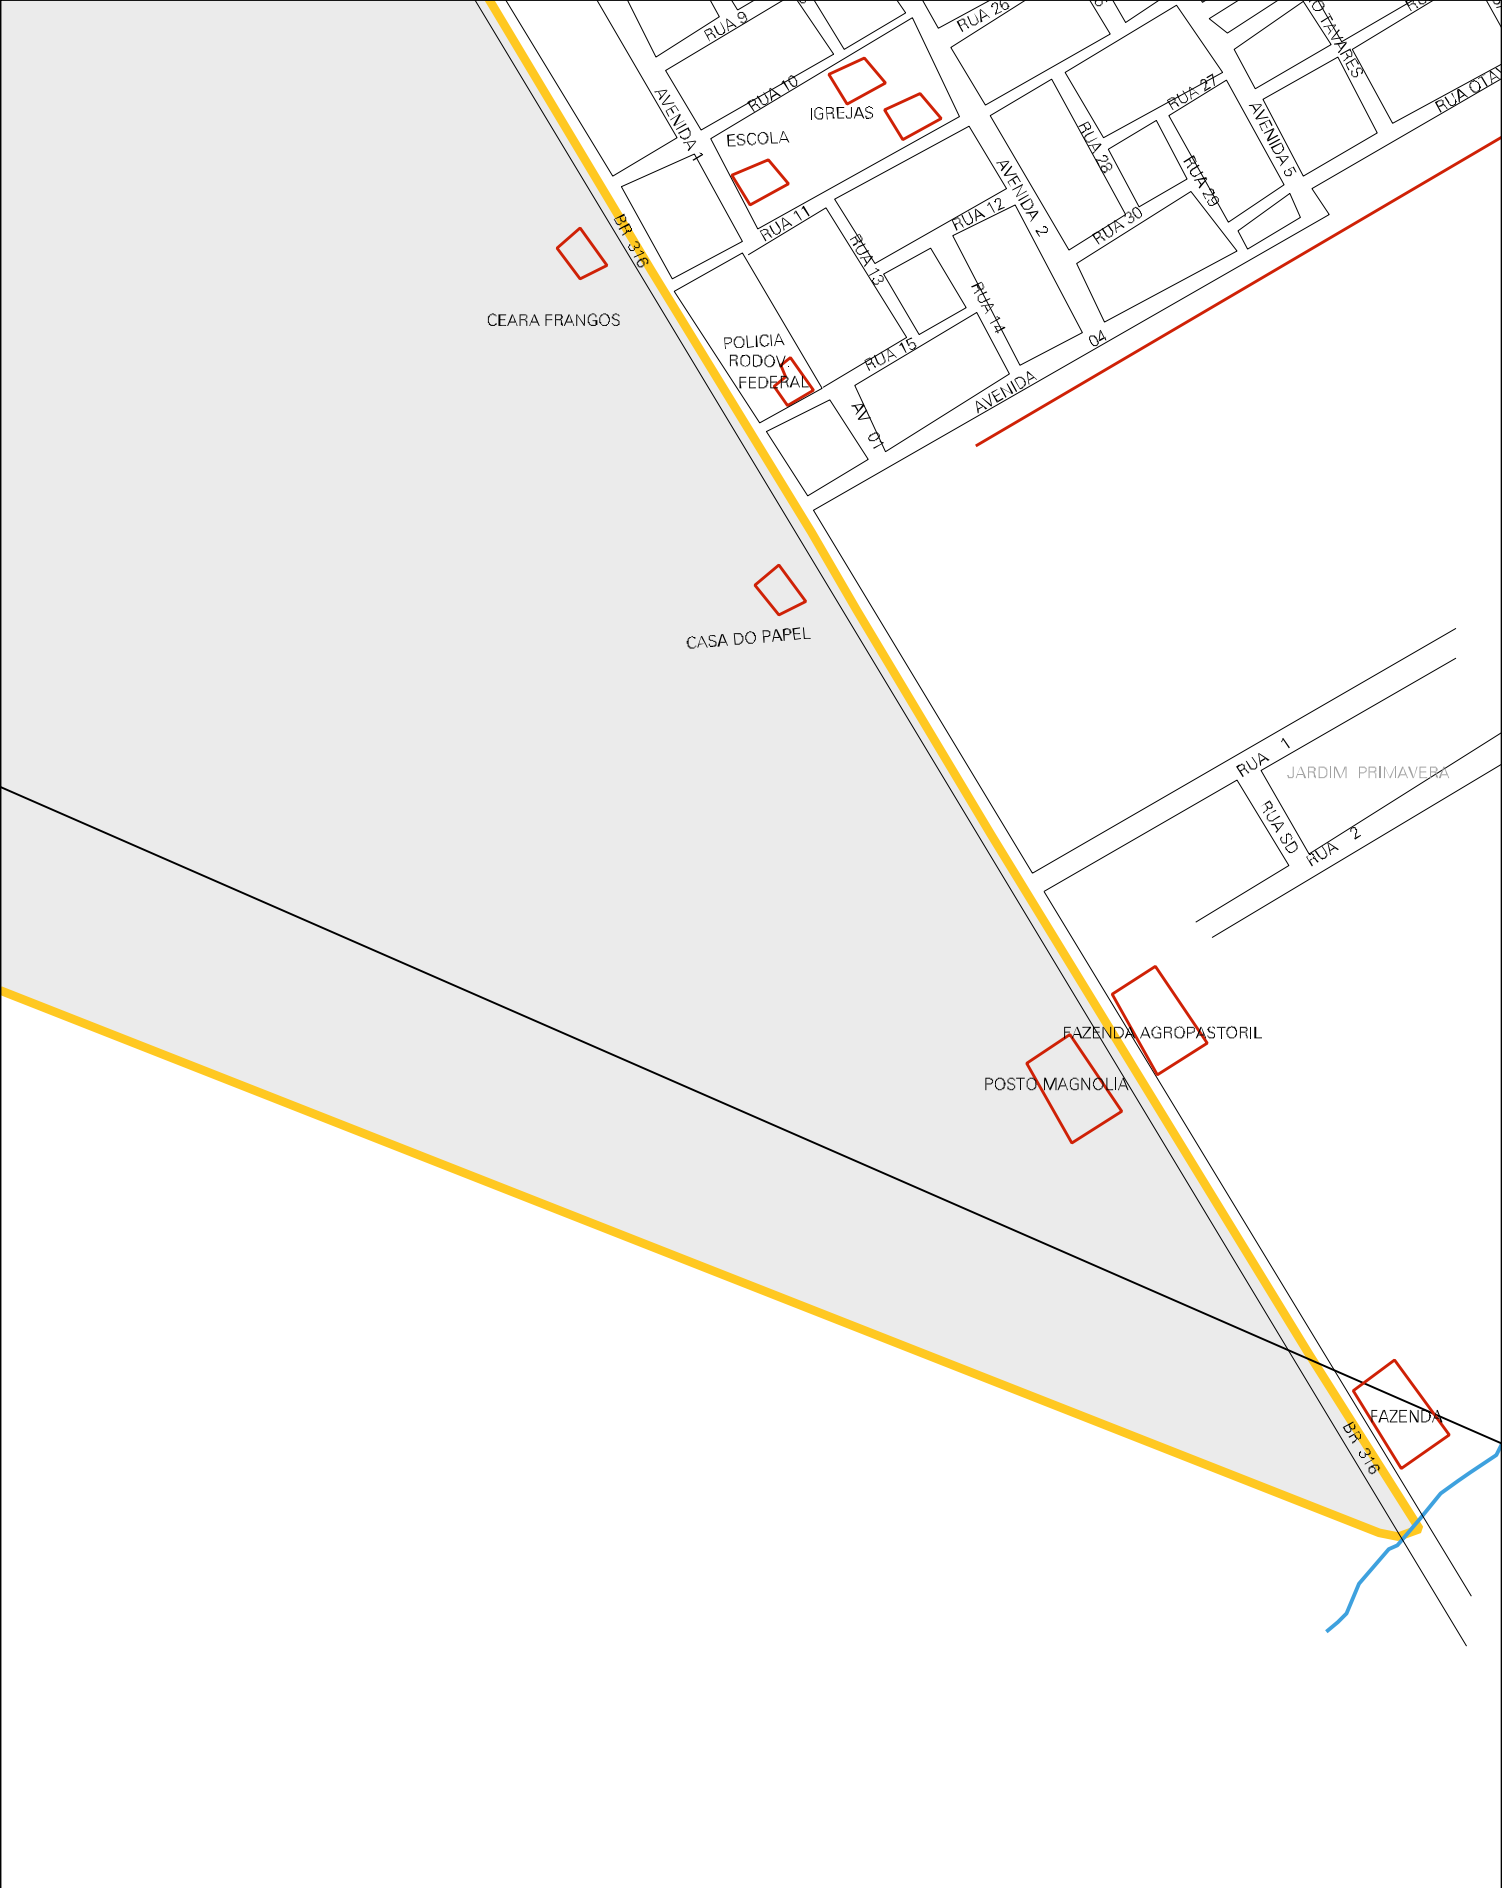 RUA 9
RUA 26
O TAVARES
RUA 10
AVENIDA 1
IGREJAS
ESCOLA
RUA 27
RUA OTAV
RUA 28
AVENIDA 5
RUA 29
AVENIDA 2
RUA 12
RUA 11
RUA 30
BR 316
RUA 13
RUA 14
CEARA FRANGOS
POLICIA
RODOV.
FEDERAL
RUA 15
AVENIDA 04
AV 01
CASA DO PAPEL
RUA 1
JARDIM PRIMAVERA
RUA SD
RUA 2
FAZENDA AGROPASTORIL
POSTO MAGNOLIA
FAZENDA
BR 316